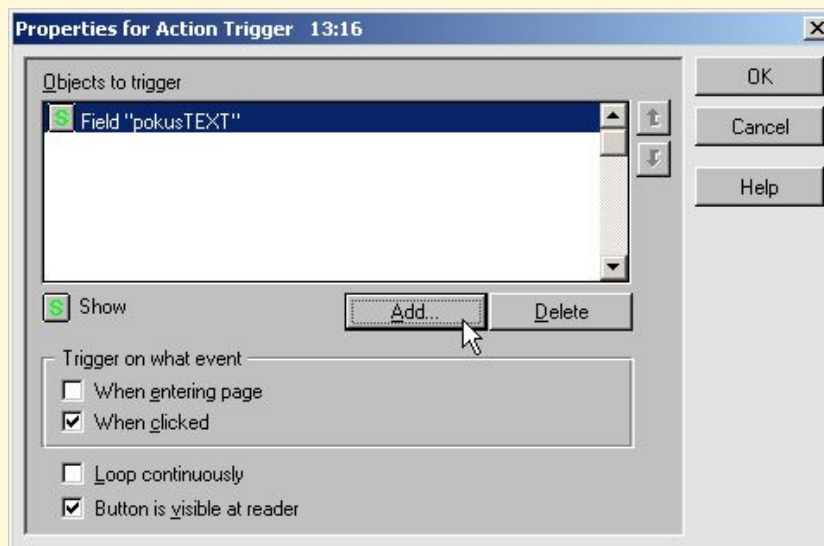 Properties for Action Trigger 13:16
Objects to trigger
OK
S Field "pokusTEXT"
Cancel
Help
S Show
Add...
Delete
Trigger on what event
When entering page
When clicked
Loop continuously
Button is visible at reader